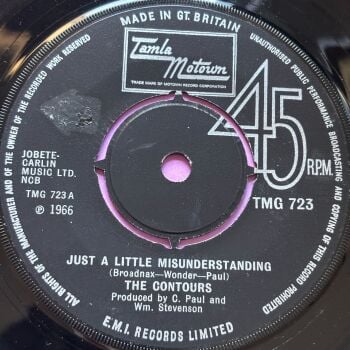 MADE IN GT. BRITAIN
UNAUTHORISED PUBLIC PERFORMANCE BROADCASTING AND COPYING OF THIS RECORD PROHIBITED
ALL RIGHTS OF THE MANUFACTURER AND OF THE OWNER OF THE RECORDED WORK RESERVED
Tamla
Motown
TRADE MARK OF MOTOWN RECORD CORPORATION
45 R.P.M.
JOBETE-
CARLIN
MUSIC LTD.
NCB
TMG 723 A
℗ 1966
TMG 723
JUST A LITTLE MISUNDERSTANDING
(Broadnax—Wonder—Paul)
THE CONTOURS
Produced by C. Paul and
Wm. Stevenson
E.M.I. RECORDS LIMITED